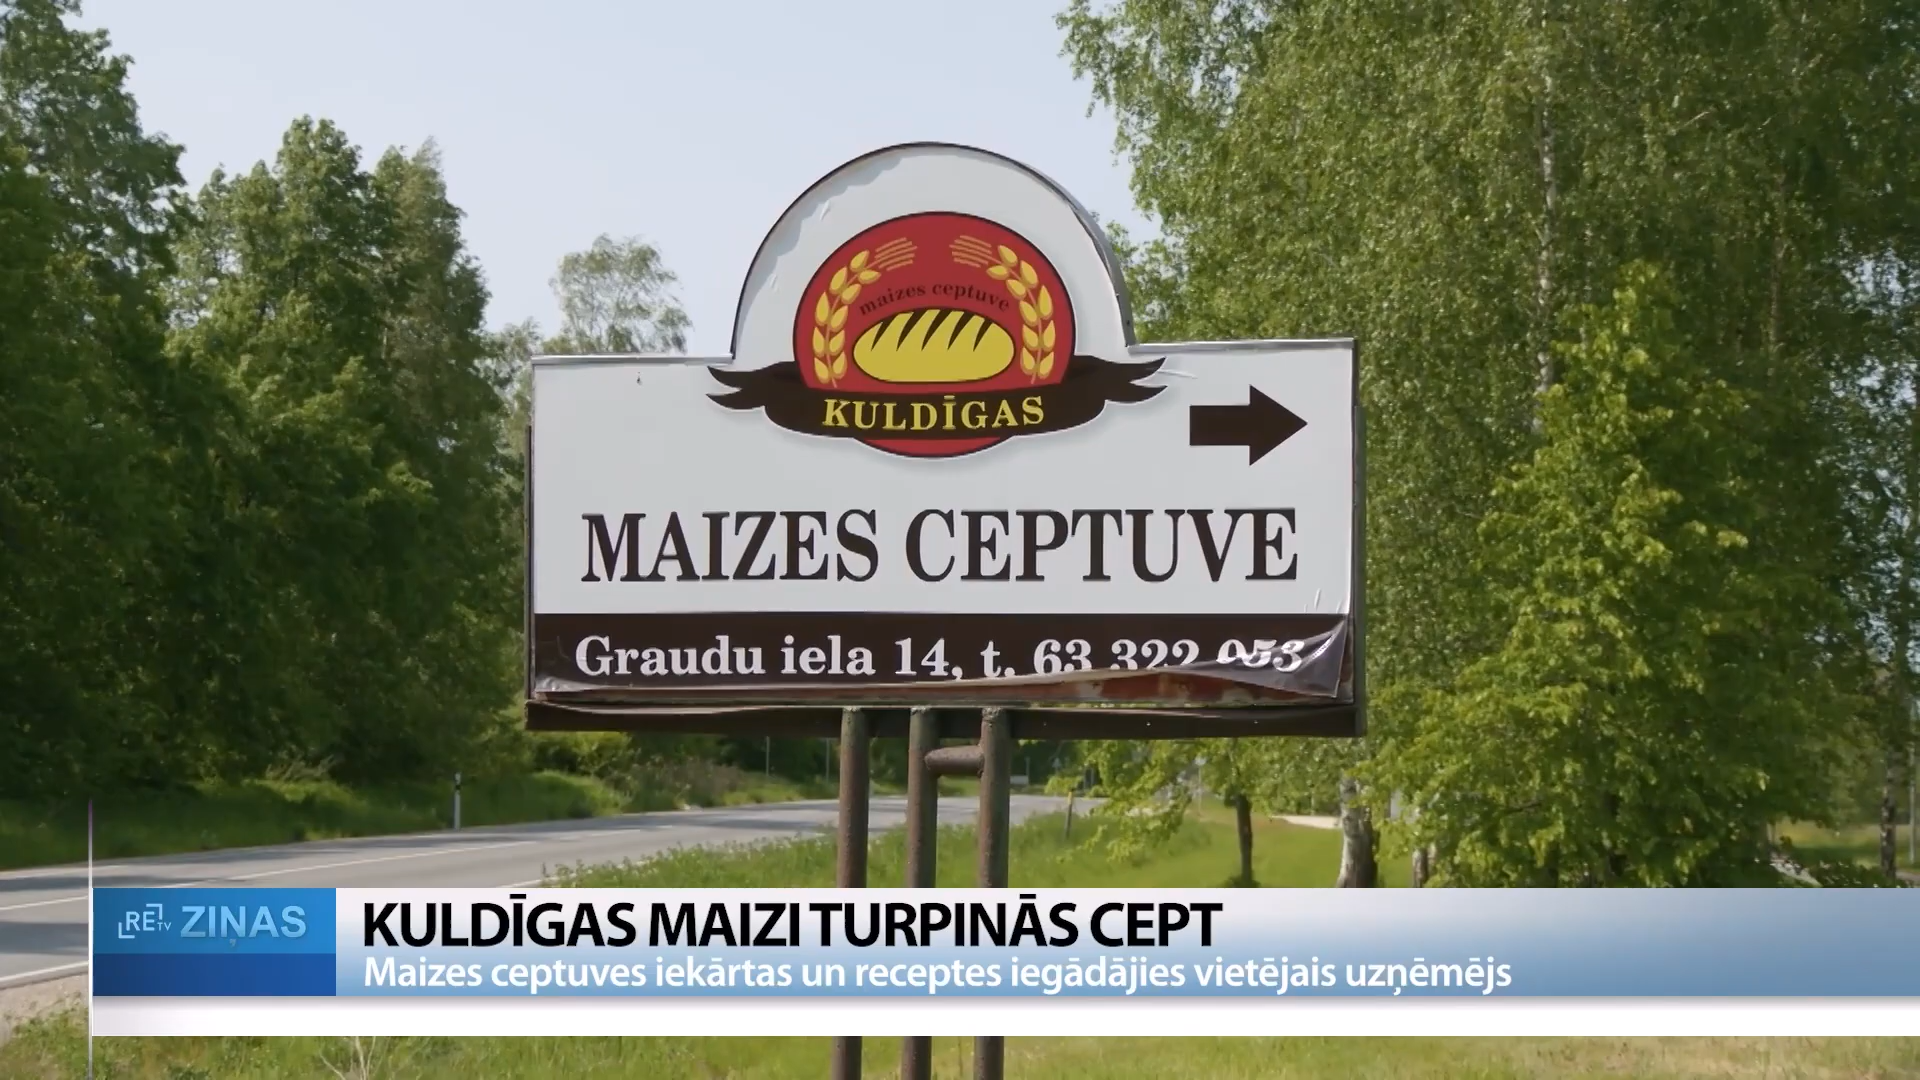 maizes ceptuve
KULDĪGAS
MAIZES CEPTUVE
Graudu iela 14, t. 63 322 053
RE TV ZIŅAS
KULDĪGAS MAIZI TURPINĀS CEPT
Maizes ceptuves iekārtas un receptes iegādājies vietējais uzņēmējs